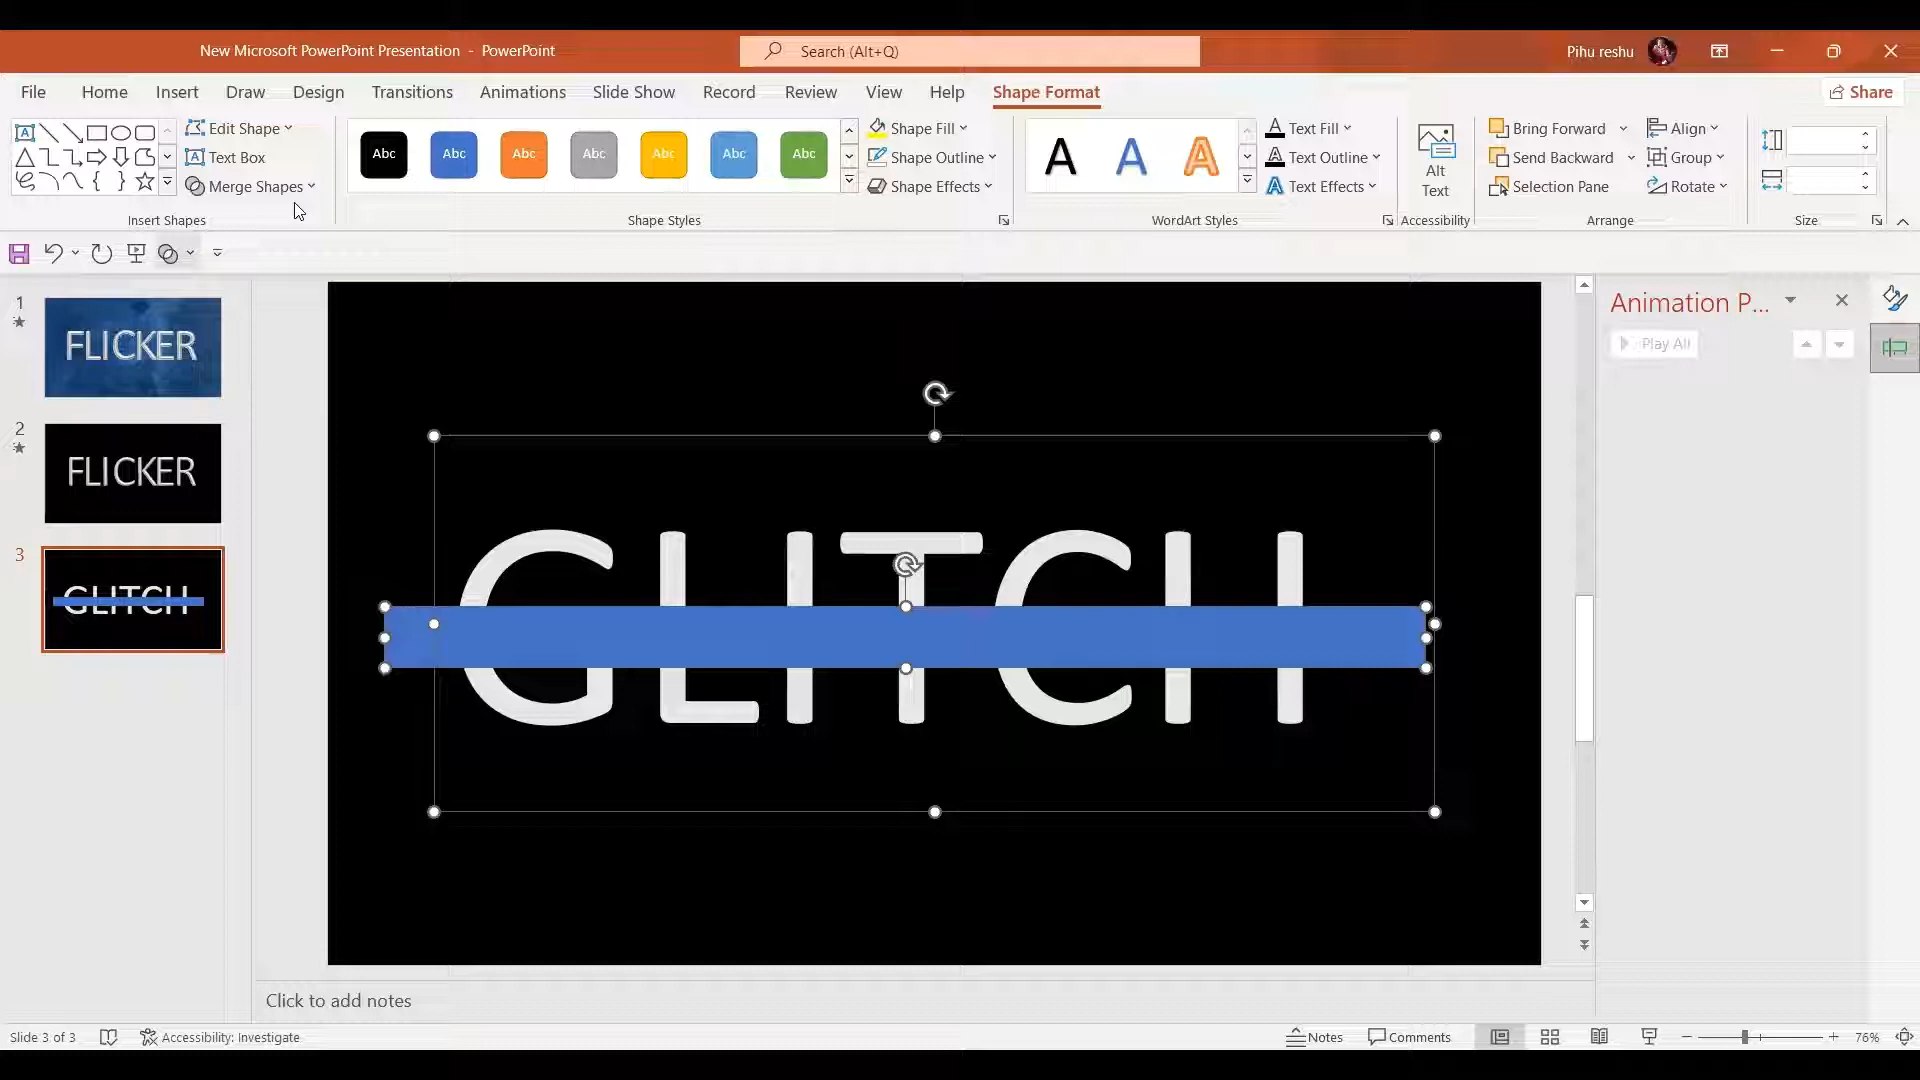 New Microsoft PowerPoint Presentation - PowerPoint
Search (Alt+Q)
Pihu reshu
File Home Insert Draw Design Transitions Animations Slide Show Record Review View Help Shape Format
Share
Edit Shape
Text Box
Merge Shapes
Insert Shapes
Abc Abc Abc Abc Abc Abc Abc
Shape Fill
Shape Outline
Shape Effects
Shape Styles
A A A
Text Fill
Text Outline
Text Effects
WordArt Styles
Alt
Text
Accessibility
Bring Forward
Send Backward
Selection Pane
Align
Group
Rotate
Arrange
Size
1
FLICKER
2
FLICKER
3
GLITCH
GLITCH
Animation P...
Play All
Click to add notes
Slide 3 of 3
Accessibility: Investigate
Notes
Comments
76%